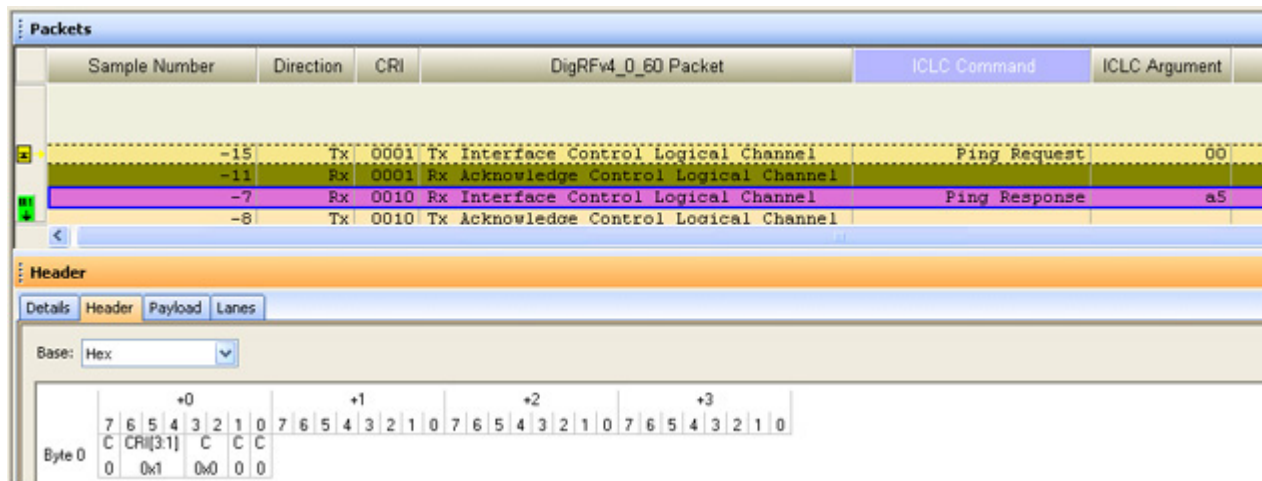 Packets
Sample Number Direction CRI DigRFv4_0_60 Packet ICLC Command ICLC Argument
-15 Tx 0001 Tx Interface Control Logical Channel Ping Request 00
-11 Rx 0001 Rx Acknowledge Control Logical Channel
-7 Rx 0010 Rx Interface Control Logical Channel Ping Response a5
-8 Tx 0010 Tx Acknowledge Control Logical Channel
Header
Details Header Payload Lanes
Base: Hex
+0 +1 +2 +3
7 6 5 4 3 2 1 0 7 6 5 4 3 2 1 0 7 6 5 4 3 2 1 0 7 6 5 4 3 2 1 0
C CRI[3:1] C C C
Byte 0
0 0x1 0x0 0 0